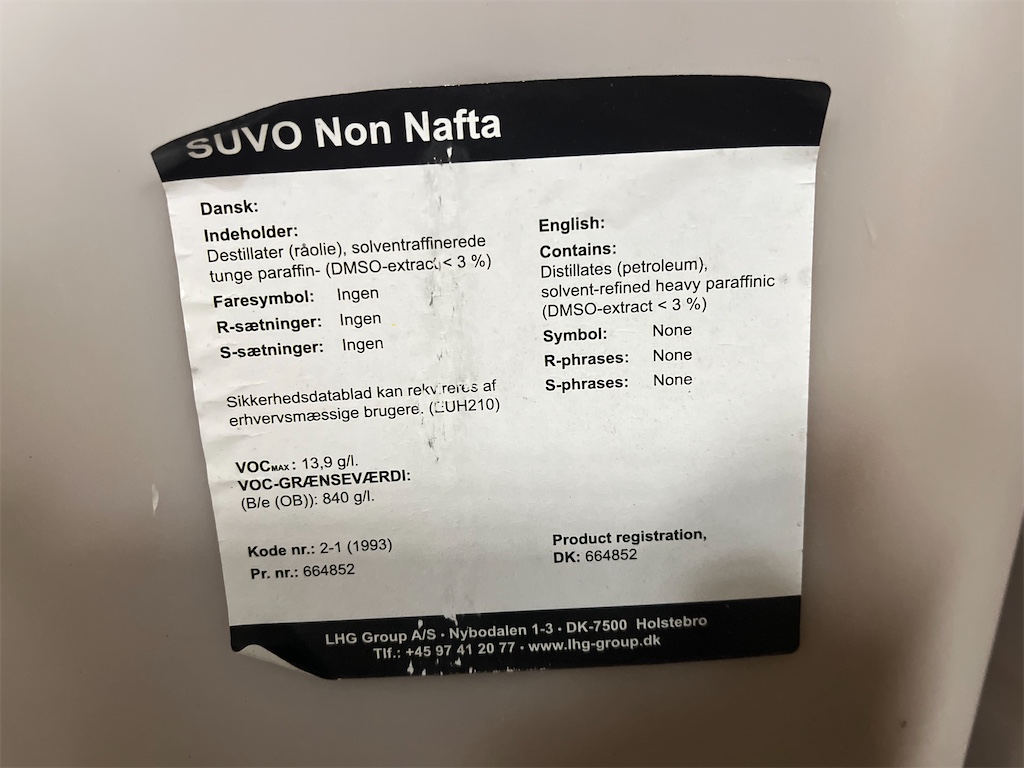 SUVO Non Nafta
Dansk:
Indeholder:
Destillater (råolie), solventraffinerede
tunge paraffin- (DMSO-extract < 3 %)
Faresymbol: Ingen
R-sætninger: Ingen
S-sætninger: Ingen
Sikkerhedsdatablad kan rekvireres af
erhvervsmæssige brugere. (EUH210)
VOCMAX: 13,9 g/l.
VOC-GRÆNSEVÆRDI:
(B/e (OB)): 840 g/l.
Kode nr.: 2-1 (1993)
Pr. nr.: 664852
English:
Contains:
Distillates (petroleum),
solvent-refined heavy paraffinic
(DMSO-extract < 3 %)
Symbol: None
R-phrases: None
S-phrases: None
Product registration,
DK: 664852
LHG Group A/S · Nybodalen 1-3 · DK-7500 Holstebro
Tlf.: +45 97 41 20 77 · www.lhg-group.dk